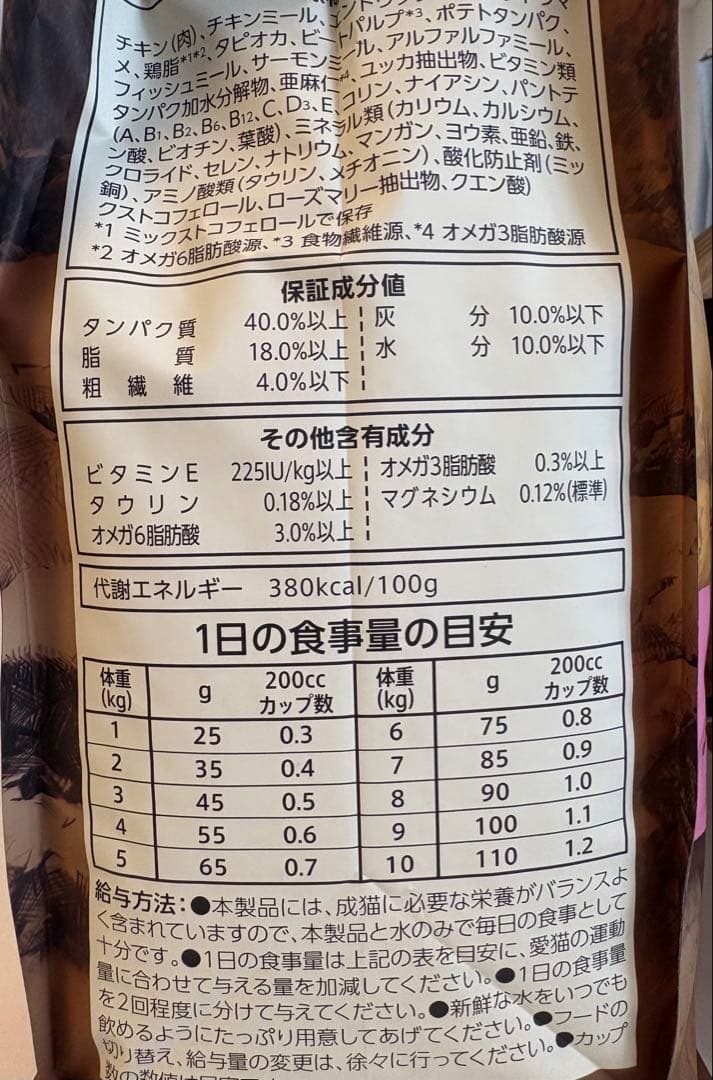 チキン(肉)、チキンミール、
メ、鶏脂*1*2、タピオカ、ビートパルプ*3、ポテトタンパク、
フィッシュミール、サーモンミール、アルファルファミール、
タンパク加水分解物、亜麻仁*4、ユッカ抽出物、ビタミン類
(A、B1、B2、B6、B12、C、D3、E、コリン、ナイアシン、パントテ
ン酸、ビオチン、葉酸)、ミネラル類(カリウム、カルシウム、
クロライド、セレン、ナトリウム、マンガン、ヨウ素、亜鉛、鉄、
銅)、アミノ酸類(タウリン、メチオニン)、酸化防止剤(ミッ
クストコフェロール、ローズマリー抽出物、クエン酸)
*1 ミックストコフェロールで保存
*2 オメガ6脂肪酸源、*3 食物繊維源、*4 オメガ3脂肪酸源
保証成分値
タンパク質 40.0%以上 灰分 10.0%以下
脂質 18.0%以上 水分 10.0%以下
粗繊維 4.0%以下
その他含有成分
ビタミンE 225IU/kg以上 オメガ3脂肪酸 0.3%以上
タウリン 0.18%以上 マグネシウム 0.12%(標準)
オメガ6脂肪酸 3.0%以上
代謝エネルギー 380kcal/100g
1日の食事量の目安
体重(kg) g 200ccカップ数 体重(kg) g 200ccカップ数
1 25 0.3 6 75 0.8
2 35 0.4 7 85 0.9
3 45 0.5 8 90 1.0
4 55 0.6 9 100 1.1
5 65 0.7 10 110 1.2
給与方法:●本製品には、成猫に必要な栄養がバランスよ
く含まれていますので、本製品と水のみで毎日の食事として
十分です。●1日の食事量は上記の表を目安に、愛猫の運動
量に合わせて与える量を加減してください。●1日の食事量
を2回程度に分けて与えてください。●新鮮な水をいつでも
飲めるようにたっぷり用意してあげてください。●フードの
切り替え、給与量の変更は、徐々に行ってください。●カップ